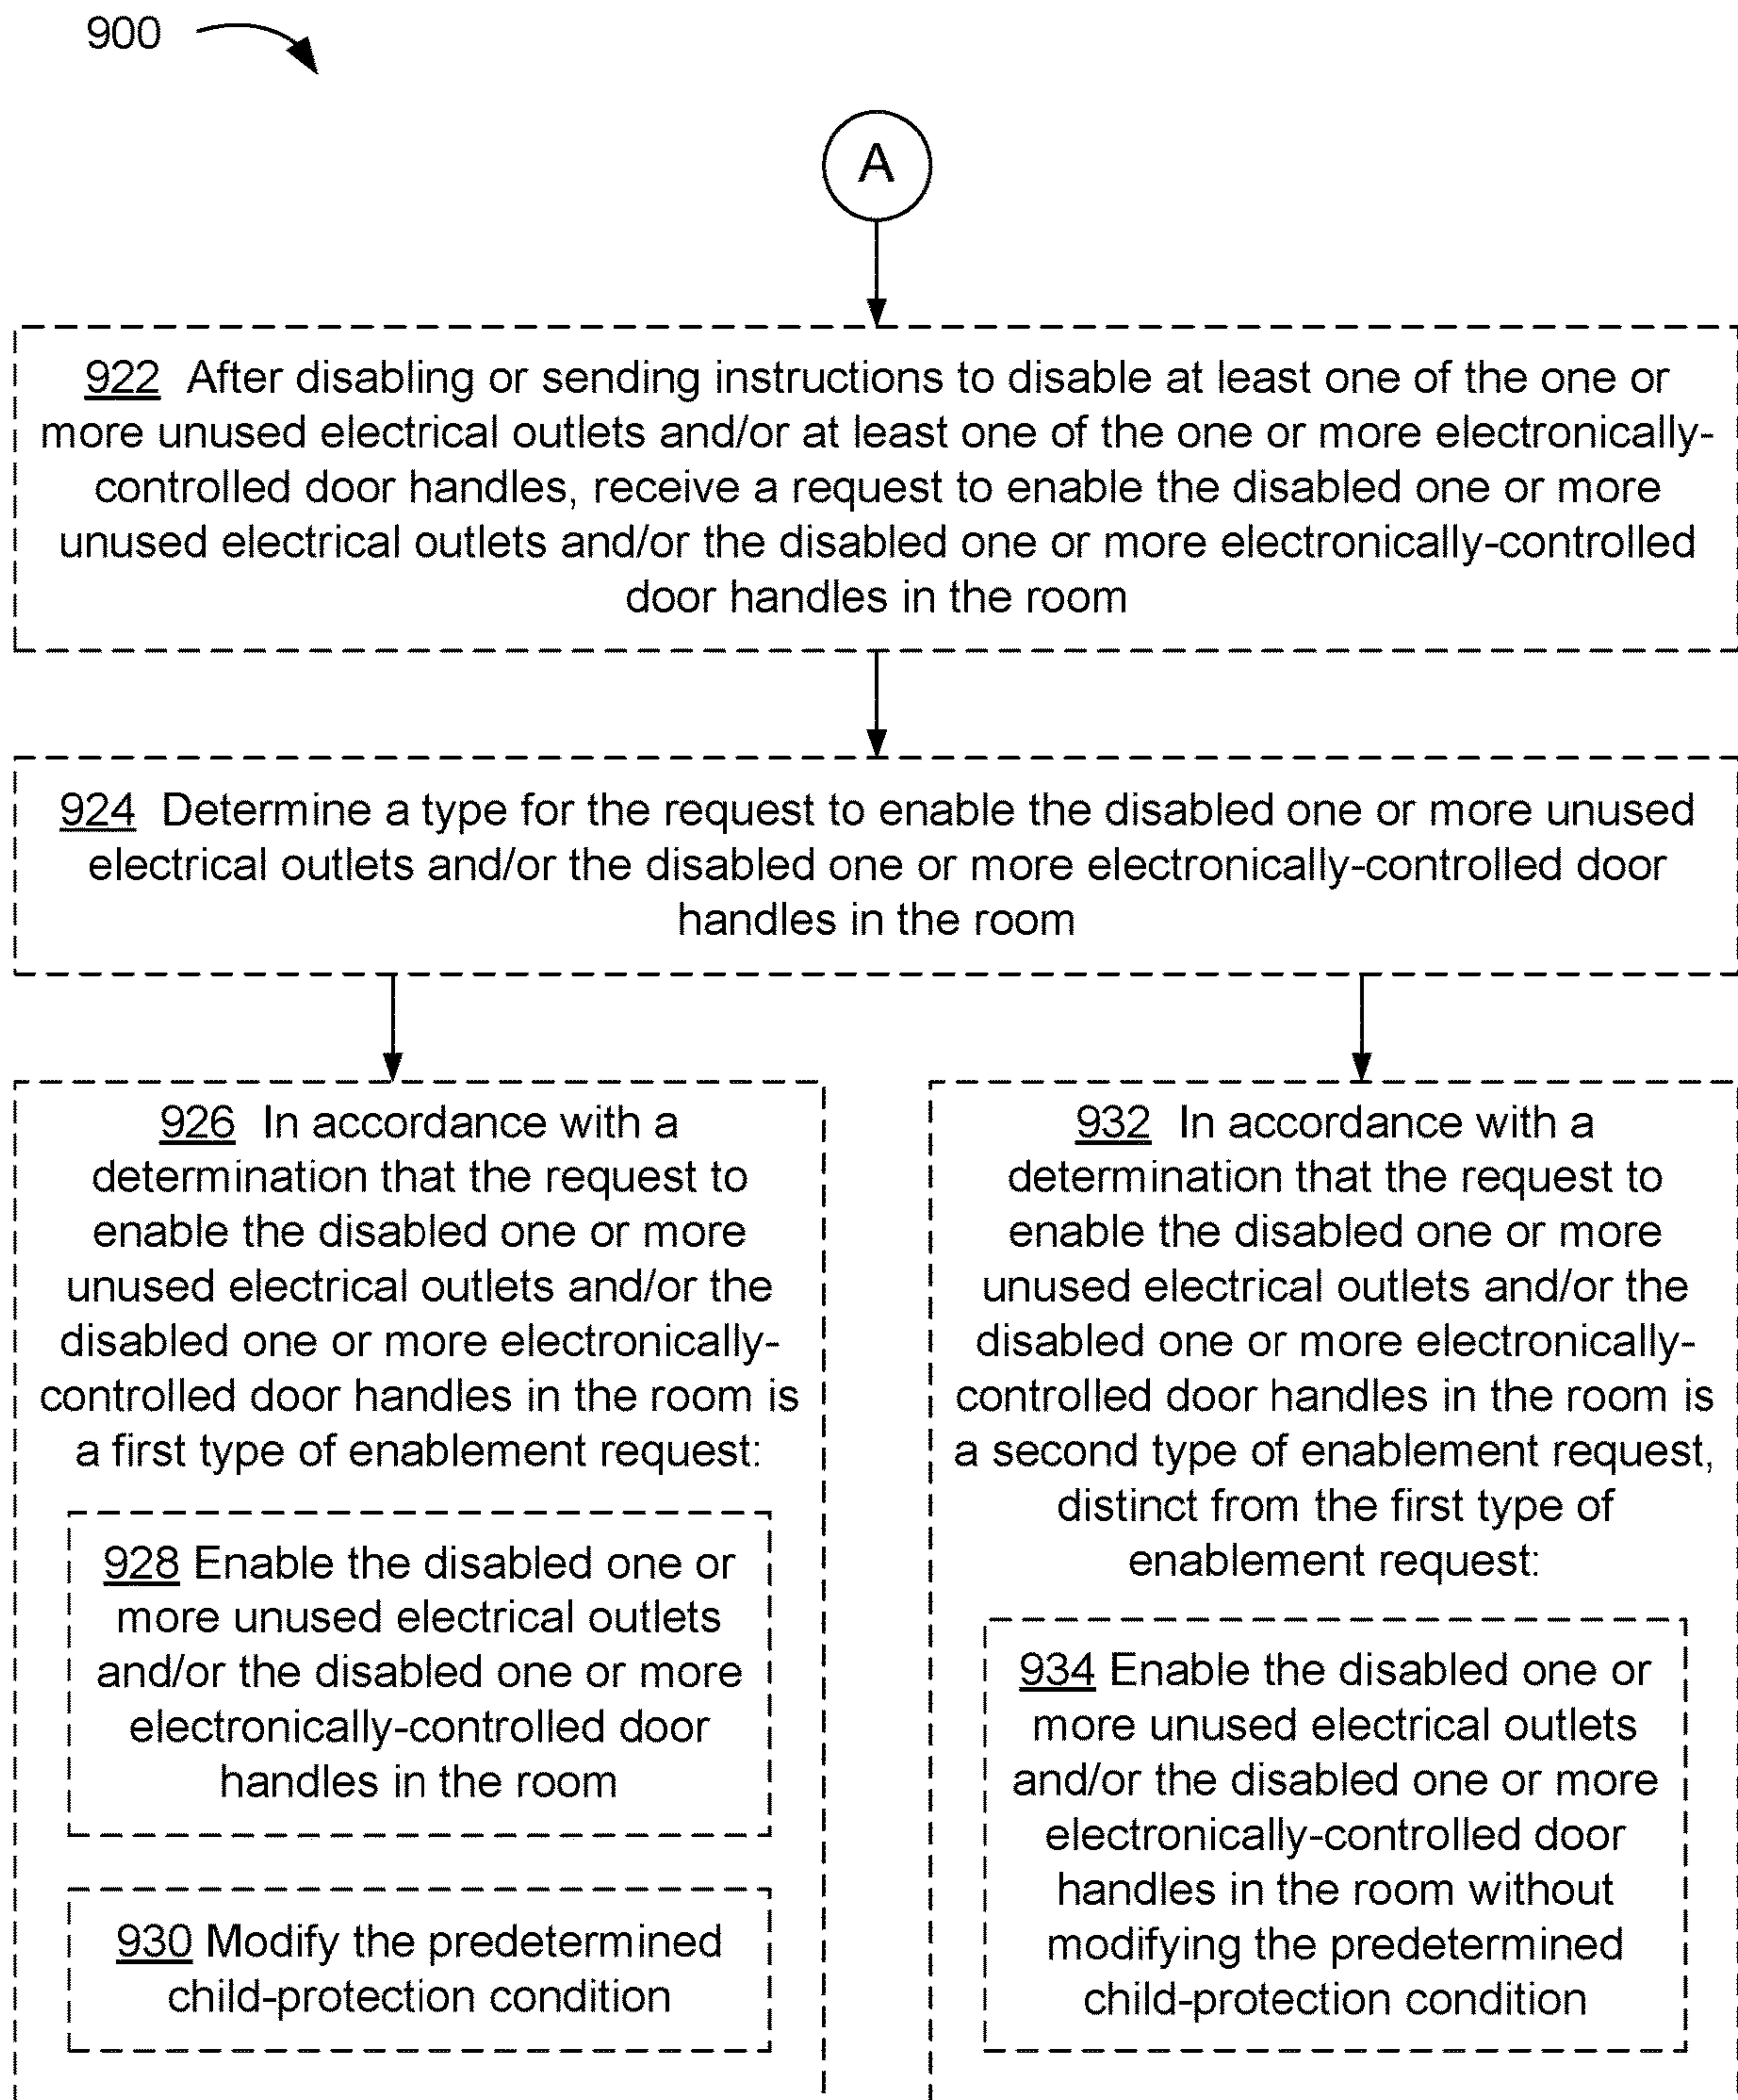 900
A
922 After disabling or sending instructions to disable at least one of the one or
more unused electrical outlets and/or at least one of the one or more electronically-
controlled door handles, receive a request to enable the disabled one or more
unused electrical outlets and/or the disabled one or more electronically-controlled
door handles in the room
924 Determine a type for the request to enable the disabled one or more unused
electrical outlets and/or the disabled one or more electronically-controlled door
handles in the room
926 In accordance with a
determination that the request to
enable the disabled one or more
unused electrical outlets and/or the
disabled one or more electronically-
controlled door handles in the room is
a first type of enablement request:
928 Enable the disabled one or
more unused electrical outlets
and/or the disabled one or more
electronically-controlled door
handles in the room
930 Modify the predetermined
child-protection condition
932 In accordance with a
determination that the request to
enable the disabled one or more
unused electrical outlets and/or the
disabled one or more electronically-
controlled door handles in the room is
a second type of enablement request,
distinct from the first type of
enablement request:
934 Enable the disabled one or
more unused electrical outlets
and/or the disabled one or more
electronically-controlled door
handles in the room without
modifying the predetermined
child-protection condition